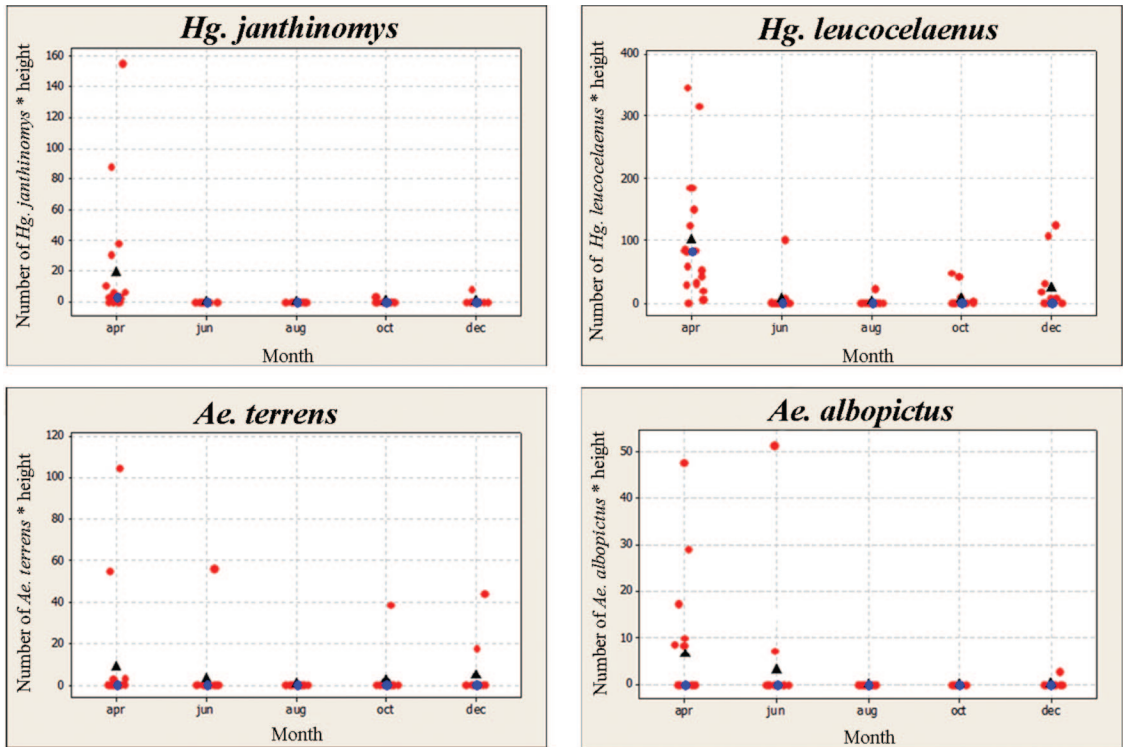 Hg. janthinomys
Number of Hg. janthinomys * height
160
140
120
100
80
60
40
20
0
apr jun aug oct dec
Month
Hg. leucocelaenus
Number of Hg. leucocelaenus * height
400
300
200
100
0
apr jun aug oct dec
Month
Ae. terrens
Number of Ae. terrens * height
120
100
80
60
40
20
0
apr jun aug oct dec
Month
Ae. albopictus
Number of Ae. albopictus * height
50
40
30
20
10
0
apr jun aug oct dec
Month